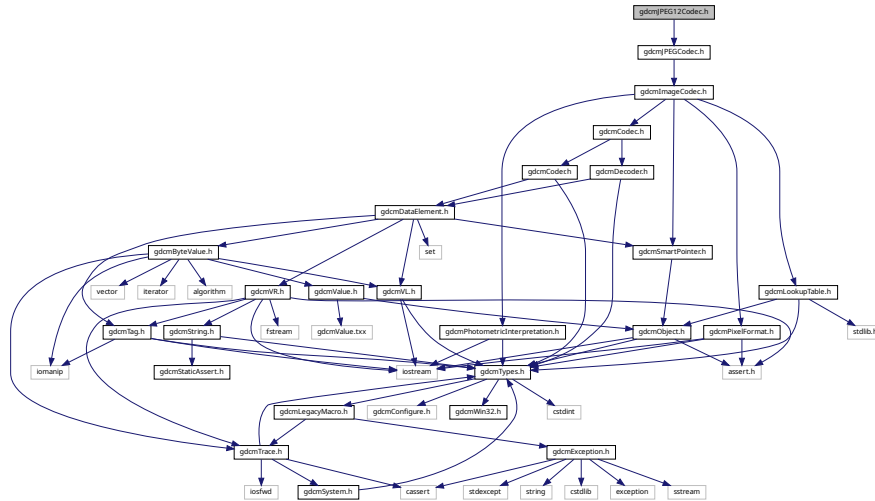 gdcmJPEG12Codec.h
gdcmJPEGCodec.h
gdcmImageCodec.h
gdcmCodec.h
gdcmCoder.h
gdcmDecoder.h
gdcmDataElement.h
gdcmByteValue.h
set
gdcmSmartPointer.h
vector
iterator
algorithm
gdcmVR.h
gdcmValue.h
gdcmVL.h
gdcmLookupTable.h
gdcmTag.h
gdcmString.h
fstream
gdcmValue.txx
gdcmPhotometricInterpretation.h
gdcmObject.h
gdcmPixelFormat.h
stdlib.h
iomanip
gdcmStaticAssert.h
iostream
gdcmTypes.h
assert.h
gdcmLegacyMacro.h
gdcmConfigure.h
gdcmWin32.h
cstdint
gdcmTrace.h
gdcmException.h
iosfwd
gdcmSystem.h
cassert
stdexcept
string
cstdlib
exception
sstream